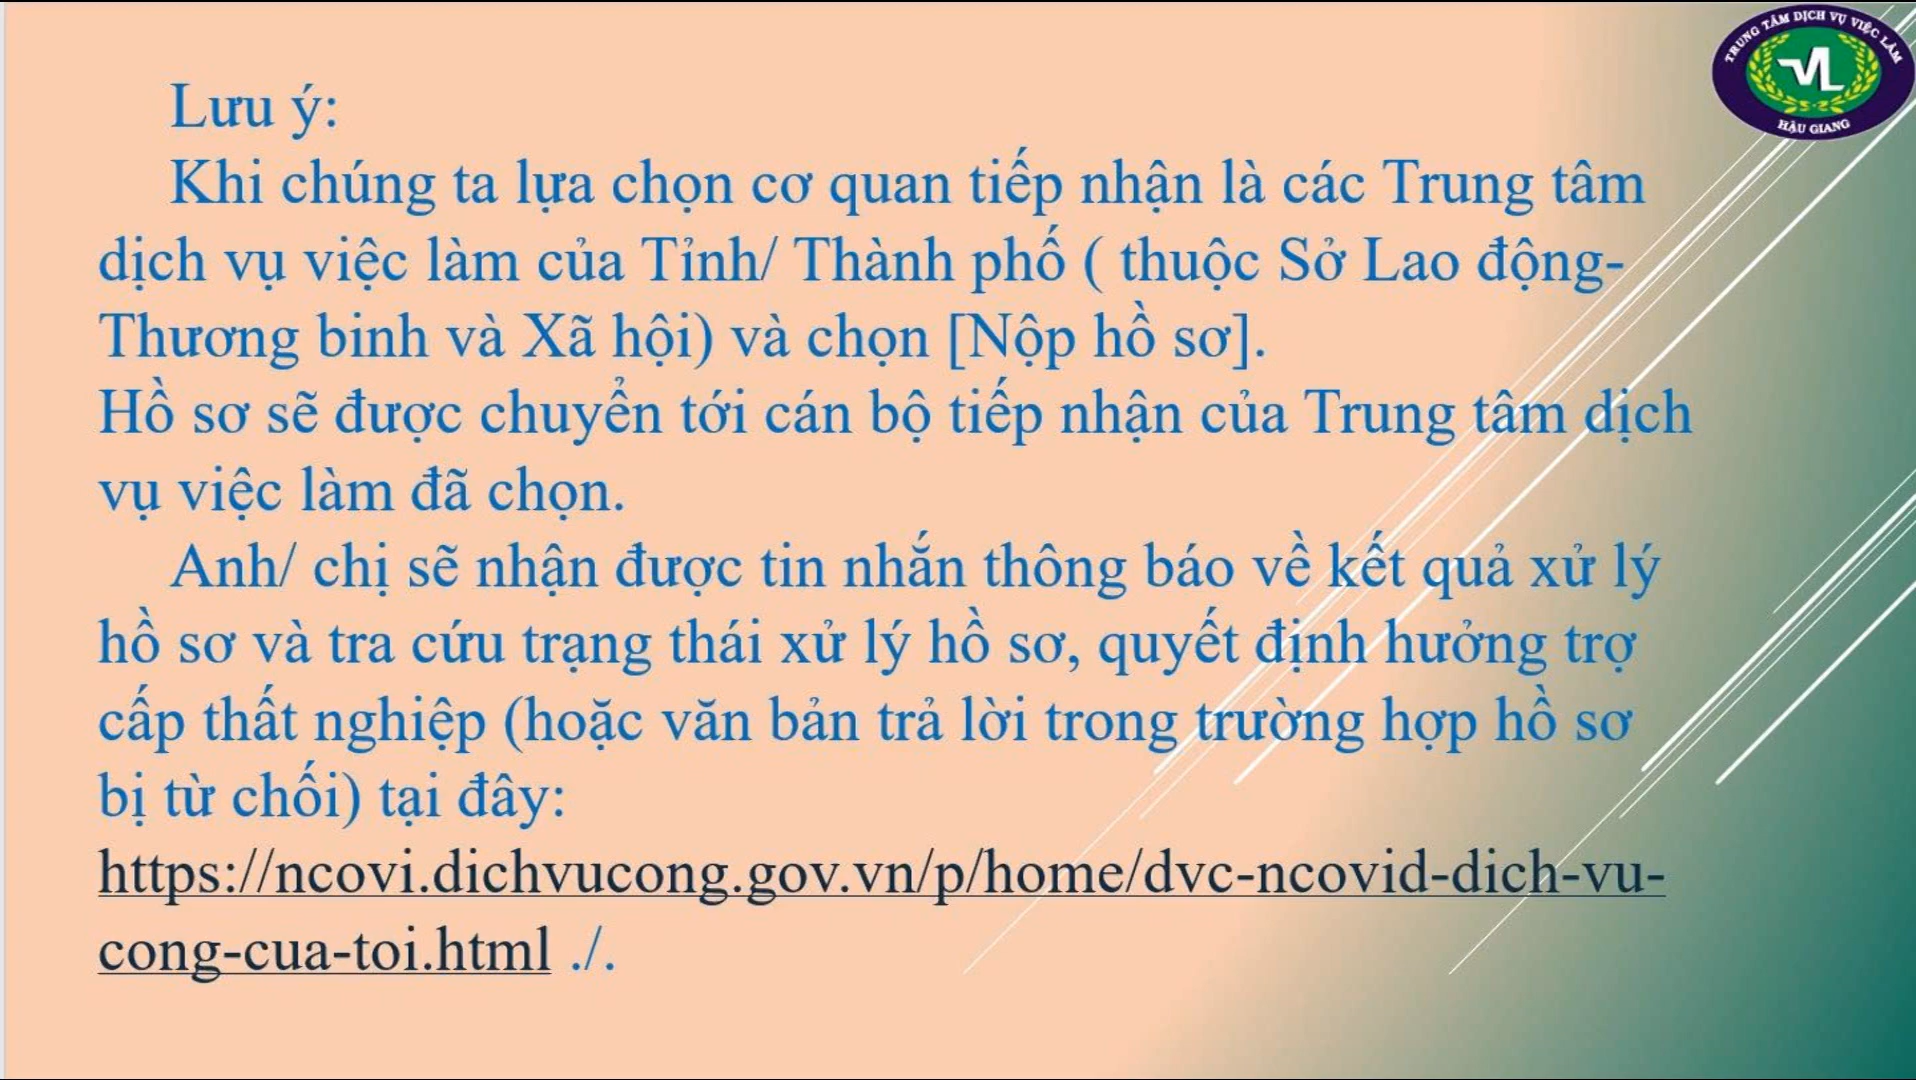 TRUNG TÂM DỊCH VỤ VIỆC LÀM
VL
HẬU GIANG
Lưu ý:
Khi chúng ta lựa chọn cơ quan tiếp nhận là các Trung tâm
dịch vụ việc làm của Tỉnh/ Thành phố ( thuộc Sở Lao động-
Thương binh và Xã hội) và chọn [Nộp hồ sơ].
Hồ sơ sẽ được chuyển tới cán bộ tiếp nhận của Trung tâm dịch
vụ việc làm đã chọn.
Anh/ chị sẽ nhận được tin nhắn thông báo về kết quả xử lý
hồ sơ và tra cứu trạng thái xử lý hồ sơ, quyết định hưởng trợ
cấp thất nghiệp (hoặc văn bản trả lời trong trường hợp hồ sơ
bị từ chối) tại đây:
https://ncovi.dichvucong.gov.vn/p/home/dvc-ncovid-dich-vu-
cong-cua-toi.html ./.